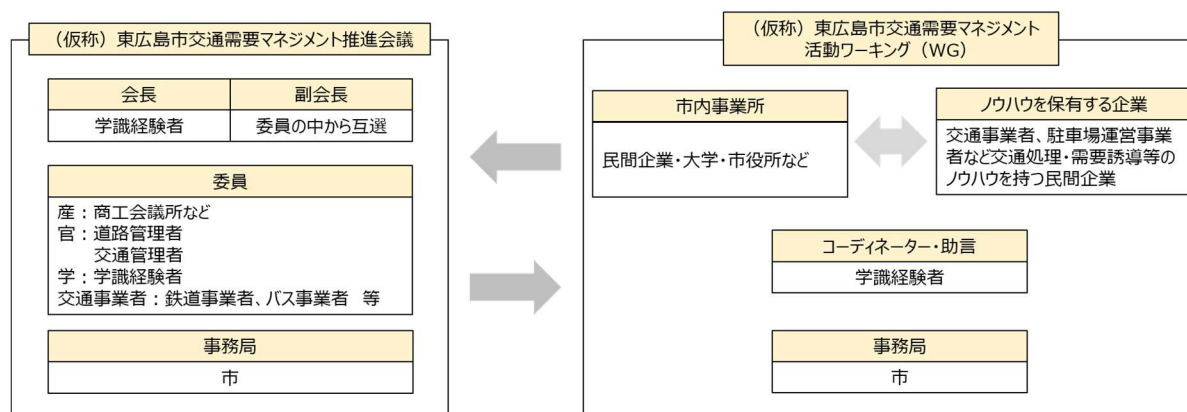 （仮称）東広島市交通需要マネジメント推進会議
会長
副会長
学識経験者
委員の中から互選
委員
産：商工会議所など
官：道路管理者
交通管理者
学：学識経験者
交通事業者：鉄道事業者、バス事業者　等
事務局
市
（仮称）東広島市交通需要マネジメント
活動ワーキング（WG）
市内事業所
民間企業・大学・市役所など
ノウハウを保有する企業
交通事業者、駐車場運営事業
者など交通処理・需要誘導等の
ノウハウを持つ民間企業
コーディネーター・助言
学識経験者
事務局
市